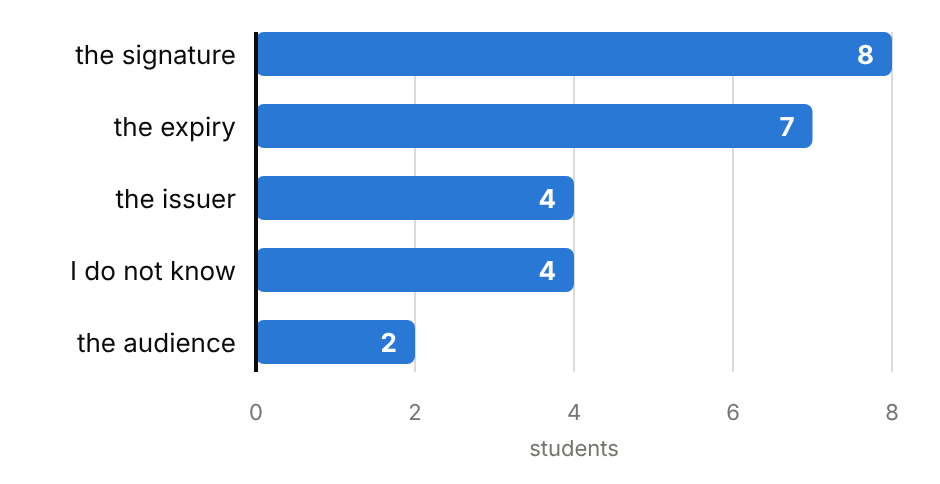 the signature 8
the expiry 7
the issuer 4
I do not know 4
the audience 2
0 2 4 6 8
students